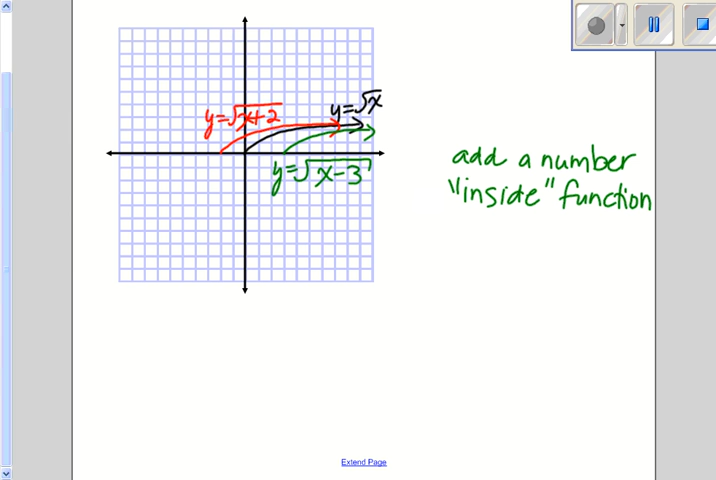 y=√x
y=√x+2
y=√x-3
add a number
"inside" function
Extend Page